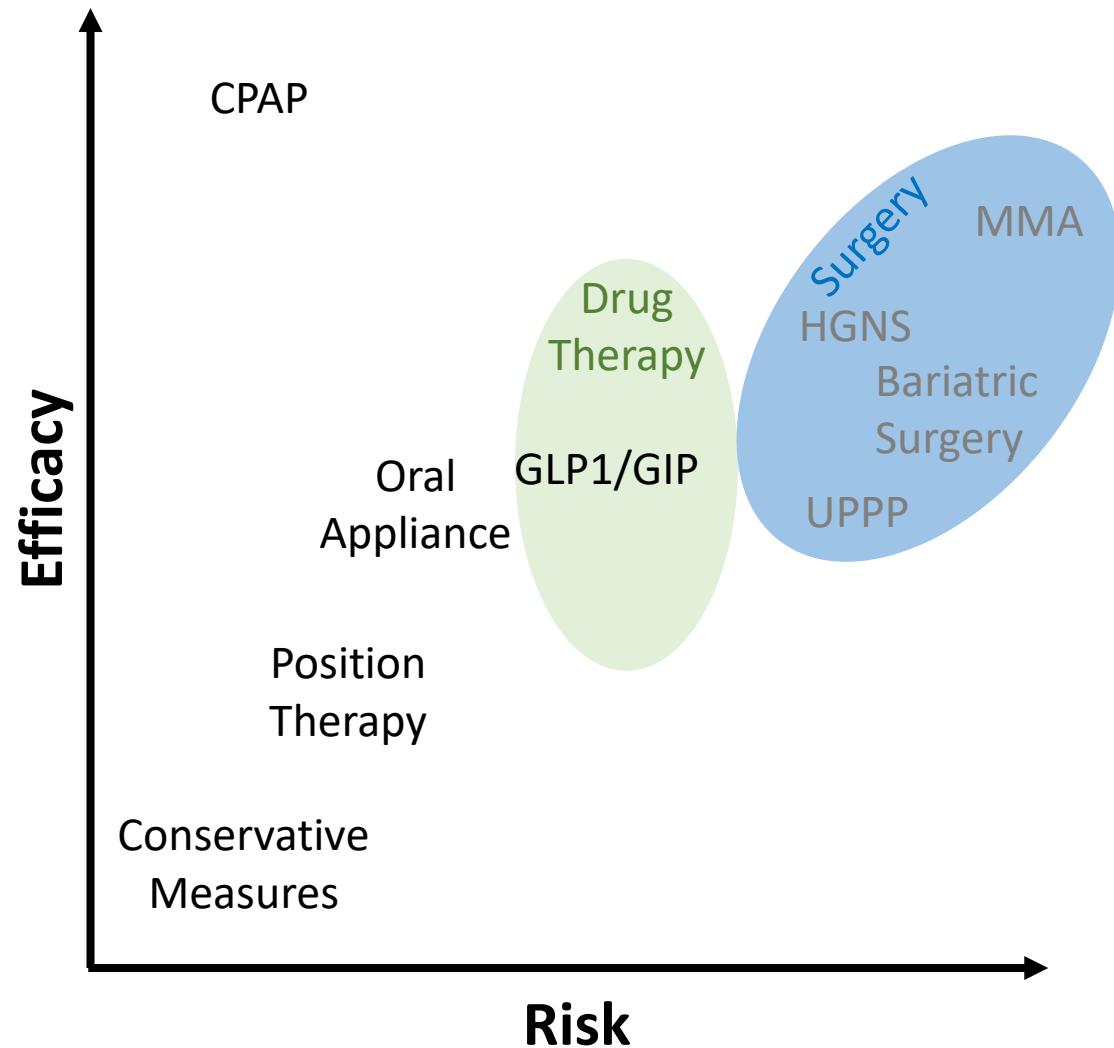 CPAP
Surgery
MMA
Drug
Therapy
HGNS
Bariatric
Surgery
GLP1/GIP
Oral
Appliance
UPPP
Position
Therapy
Conservative
Measures
Efficacy
Risk